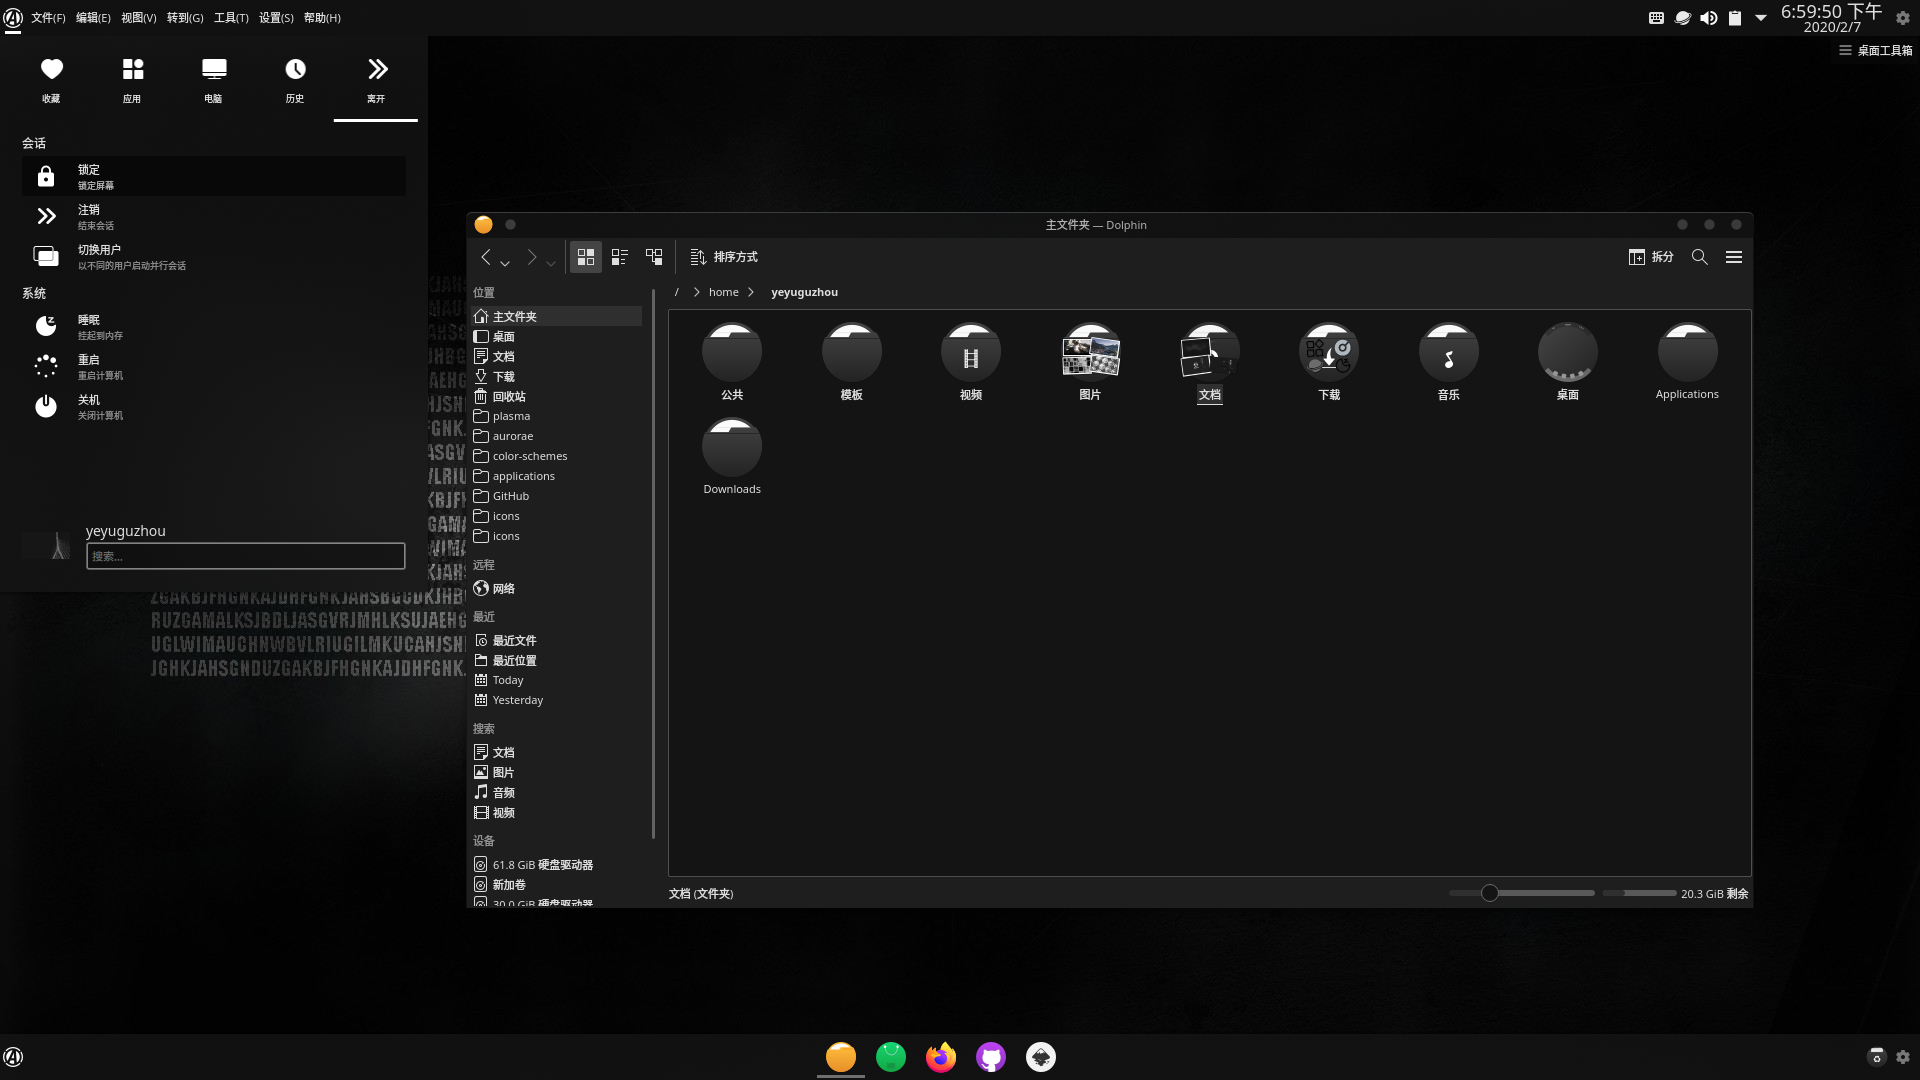 文件(F) 编辑(E) 视图(V) 转到(G) 工具(T) 设置(S) 帮助(H)
6:59:50 下午
2020/2/7
桌面工具箱
收藏 应用 电脑 历史 离开
会话
锁定
锁定屏幕
注销
结束会话
切换用户
以不同的用户启动并行会话
系统
睡眠
挂起到内存
重启
重启计算机
关机
关闭计算机
yeyuguzhou
搜索...
主文件夹 — Dolphin
排序方式
拆分
位置
主文件夹
桌面
文档
下载
回收站
plasma
aurorae
color-schemes
applications
GitHub
icons
icons
远程
网络
最近
最近文件
最近位置
Today
Yesterday
搜索
文档
图片
音频
视频
设备
61.8 GiB 硬盘驱动器
新加卷
30.0 GiB 硬盘驱动器
/ home yeyuguzhou
公共 模板 视频 图片 文档 下载 音乐 桌面 Applications
Downloads
文档 (文件夹)
20.3 GiB 剩余
RUZGAMALKSJBDLJASGVRJMHLKSUJAEHG
UGLWIMAUCHNWBVLRIUGILMKUCAHJSN
JGHKJAHSGNDUZGAKBJFHGNKAJDHFGNK